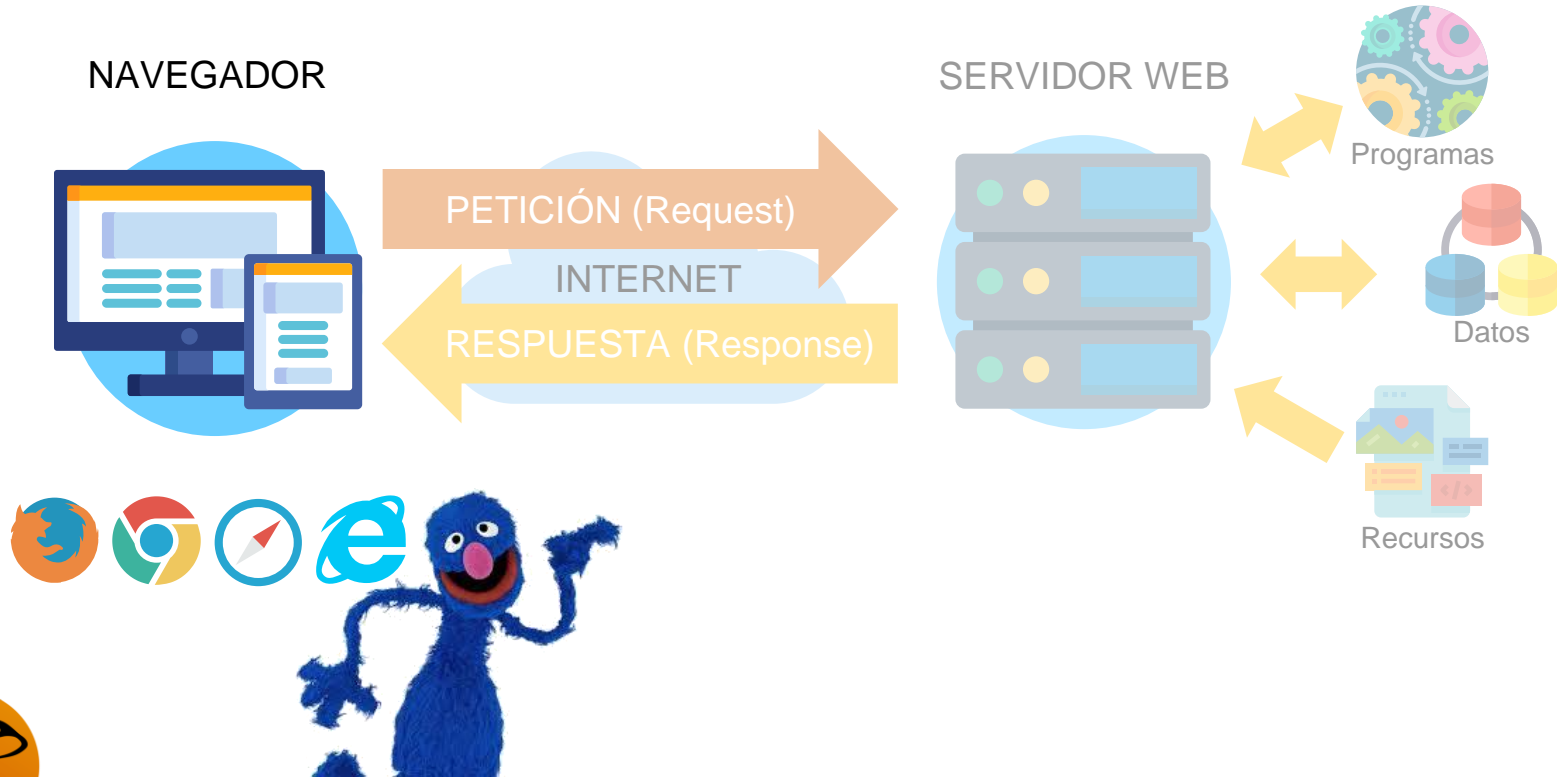 NAVEGADOR
SERVIDOR WEB
Programas
PETICIÓN (Request)
INTERNET
RESPUESTA (Response)
Datos
Recursos